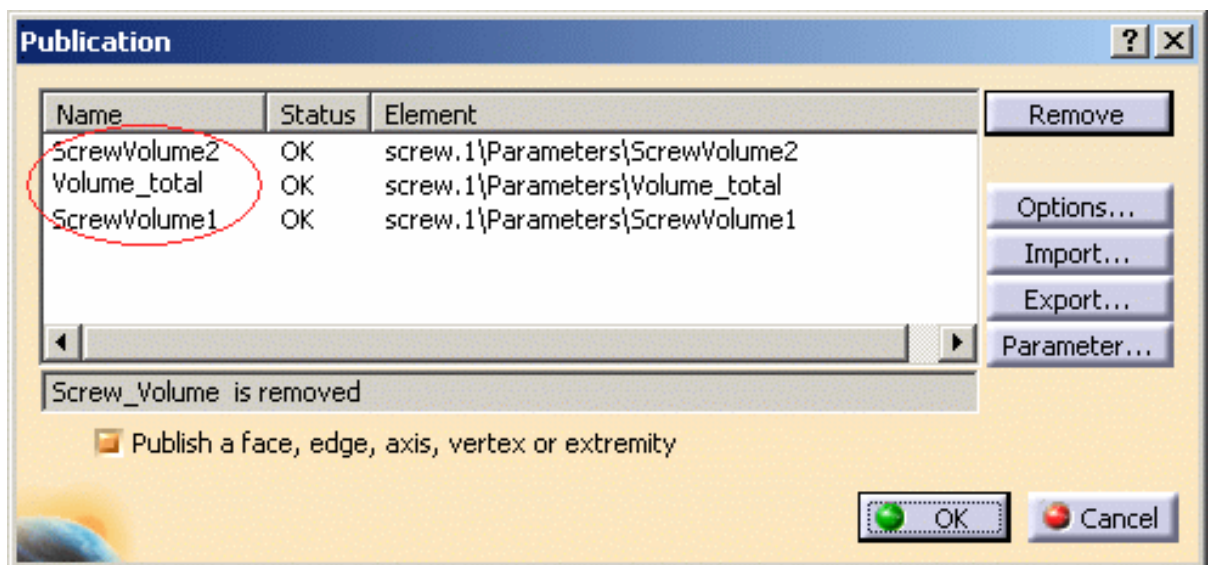 Publication
Name Status Element Remove
ScrewVolume2 OK screw.1\Parameters\ScrewVolume2
Volume_total OK screw.1\Parameters\Volume_total
ScrewVolume1 OK screw.1\Parameters\ScrewVolume1
Options...
Import...
Export...
Parameter...
Screw_Volume is removed
Publish a face, edge, axis, vertex or extremity
OK Cancel